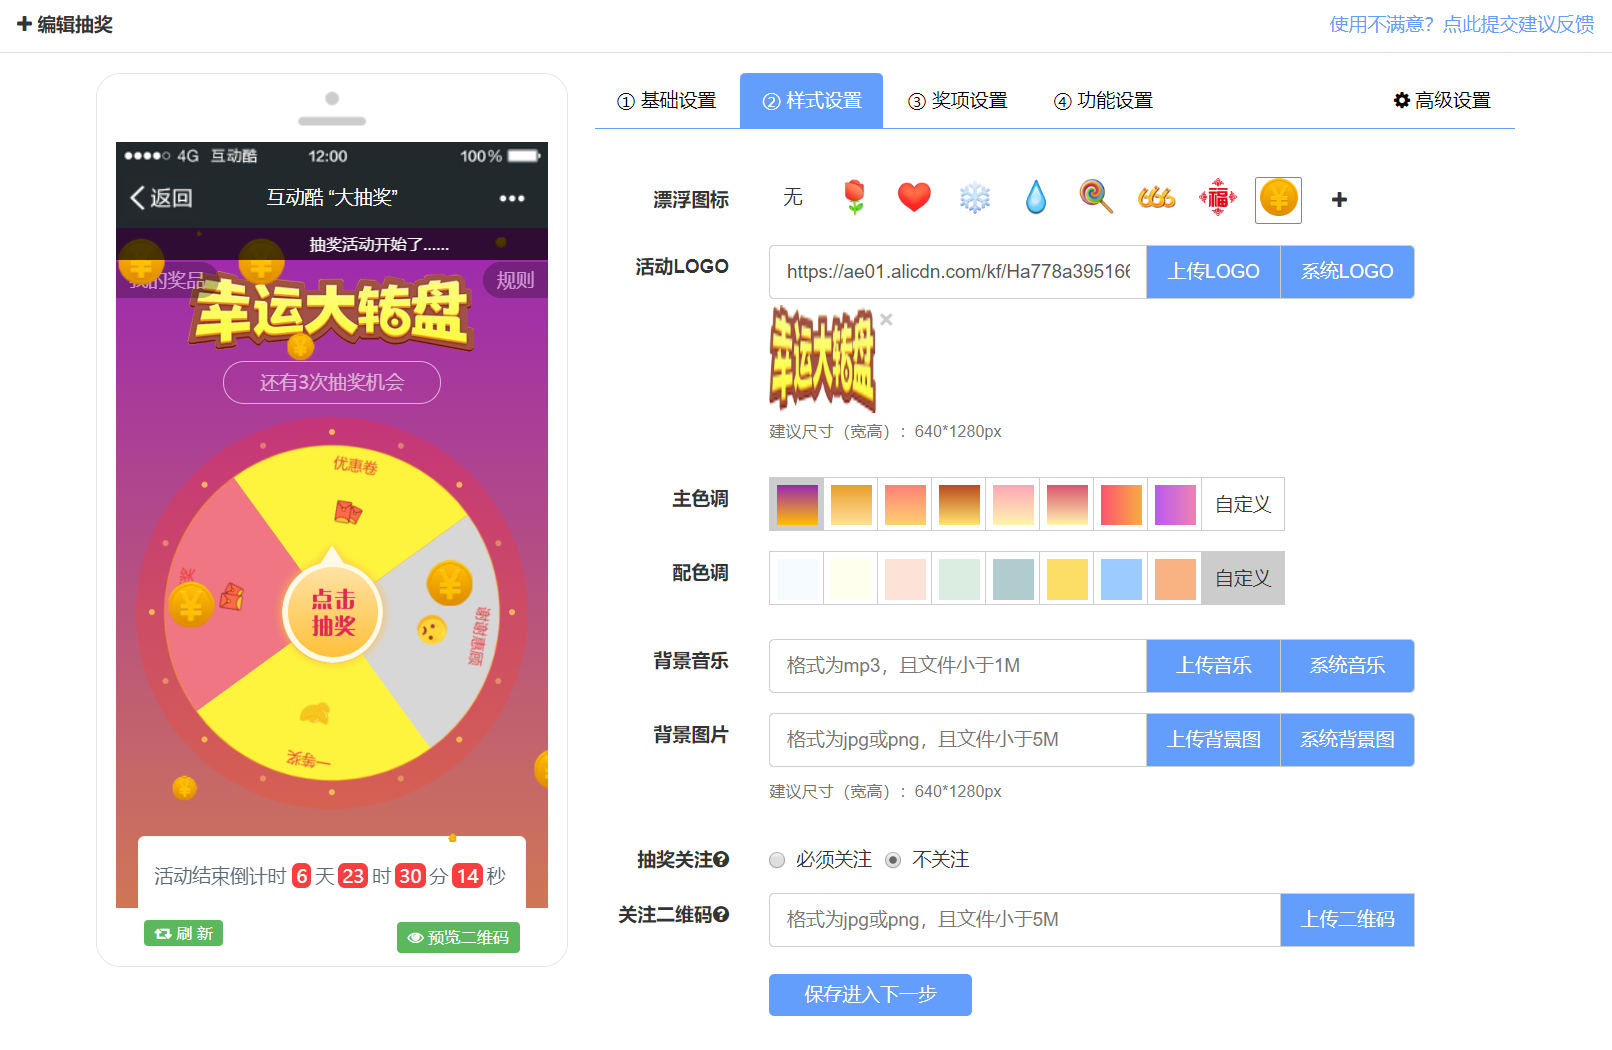 编辑抽奖
使用不满意？点此提交建议反馈
4G 互动酷 12:00 100%
返回 互动酷 “大抽奖”
抽奖活动开始了......
我的奖品 规则
幸运大转盘
还有3次抽奖机会
优惠卷
奖
点击
抽奖
谢谢惠顾
一等奖
活动结束倒计时 6 天 23 时 30 分 14 秒
刷 新
预览二维码
① 基础设置 ② 样式设置 ③ 奖项设置 ④ 功能设置 高级设置
漂浮图标 无 666 福 ¥
活动LOGO https://ae01.alicdn.com/kf/Ha778a395166 上传LOGO 系统LOGO
幸运大转盘
建议尺寸（宽高）：640*1280px
主色调 自定义
配色调 自定义
背景音乐 格式为mp3，且文件小于1M 上传音乐 系统音乐
背景图片 格式为jpg或png，且文件小于5M 上传背景图 系统背景图
建议尺寸（宽高）：640*1280px
抽奖关注 必须关注 不关注
关注二维码 格式为jpg或png，且文件小于5M 上传二维码
保存进入下一步